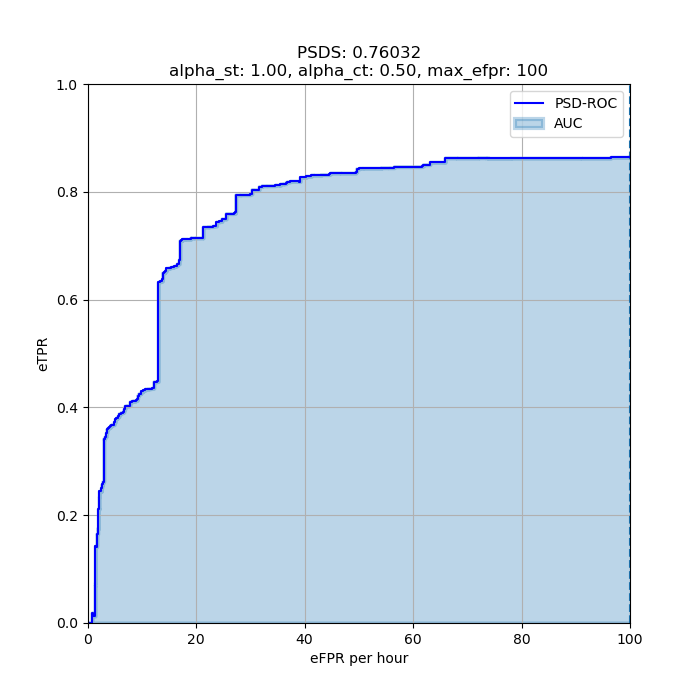 PSDS: 0.76032
alpha_st: 1.00, alpha_ct: 0.50, max_efpr: 100
1.0
PSD-ROC
AUC
0.8
0.6
eTPR
0.4
0.2
0.0
0 20 40 60 80 100
eFPR per hour